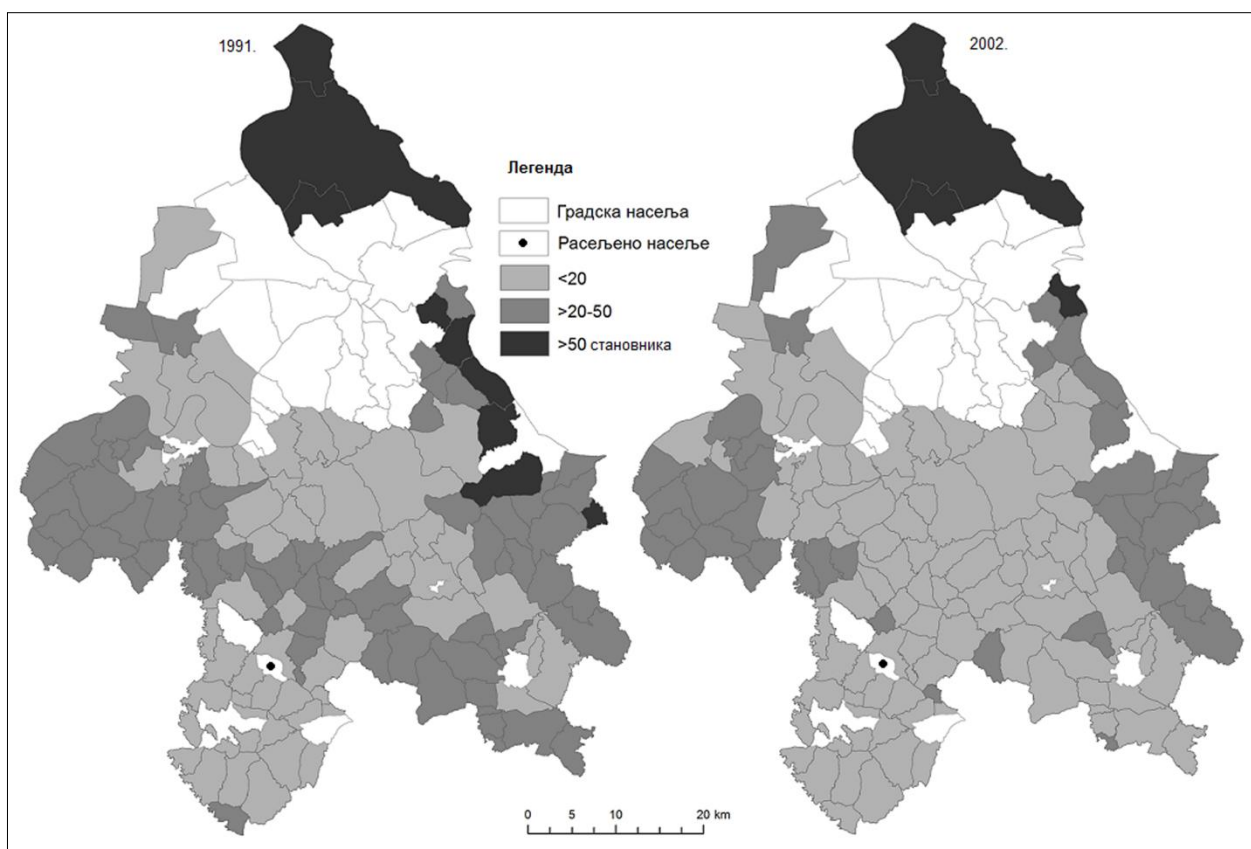 1991.
2002.
Легенда
Градска насеља
Расељено насеље
<20
>20-50
>50 становника
0 5 10 20 km